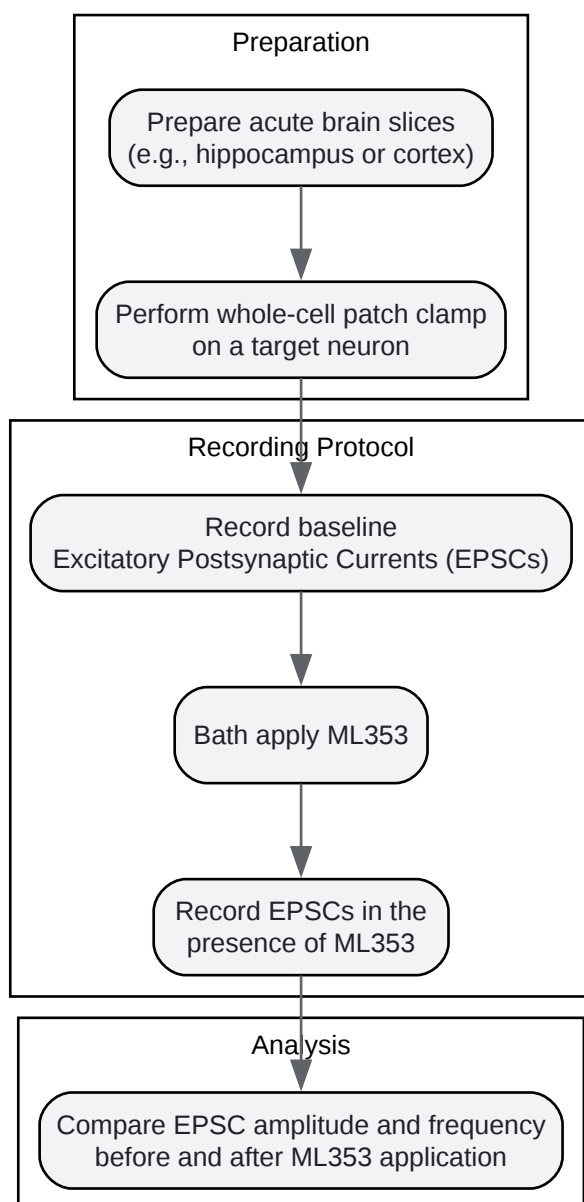 Preparation
Prepare acute brain slices
(e.g., hippocampus or cortex)
Perform whole-cell patch clamp
on a target neuron
Recording Protocol
Record baseline
Excitatory Postsynaptic Currents (EPSCs)
Bath apply ML353
Record EPSCs in the
presence of ML353
Analysis
Compare EPSC amplitude and frequency
before and after ML353 application